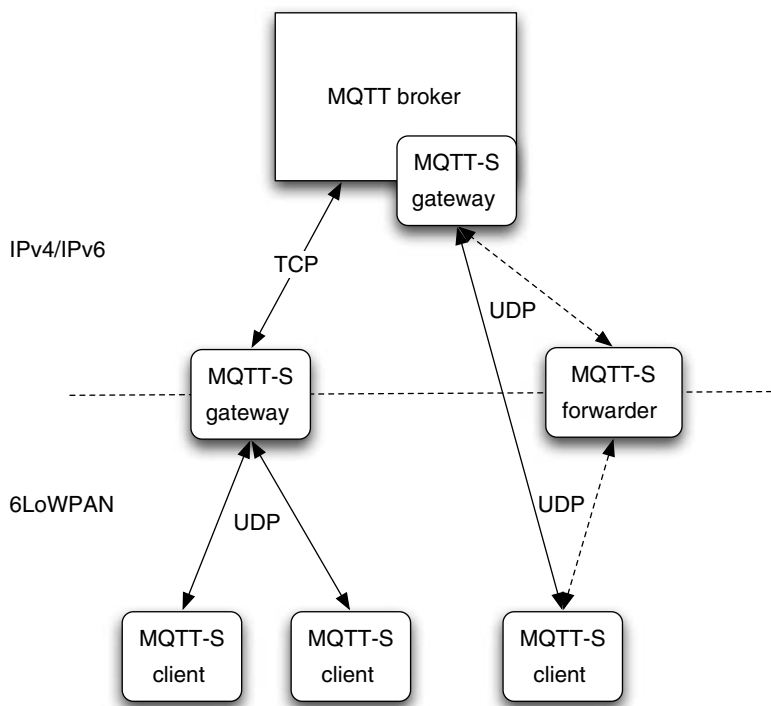 MQTT broker
MQTT-S
gateway
IPv4/IPv6
TCP
UDP
MQTT-S
gateway
MQTT-S
forwarder
6LoWPAN
UDP
UDP
MQTT-S
client
MQTT-S
client
MQTT-S
client